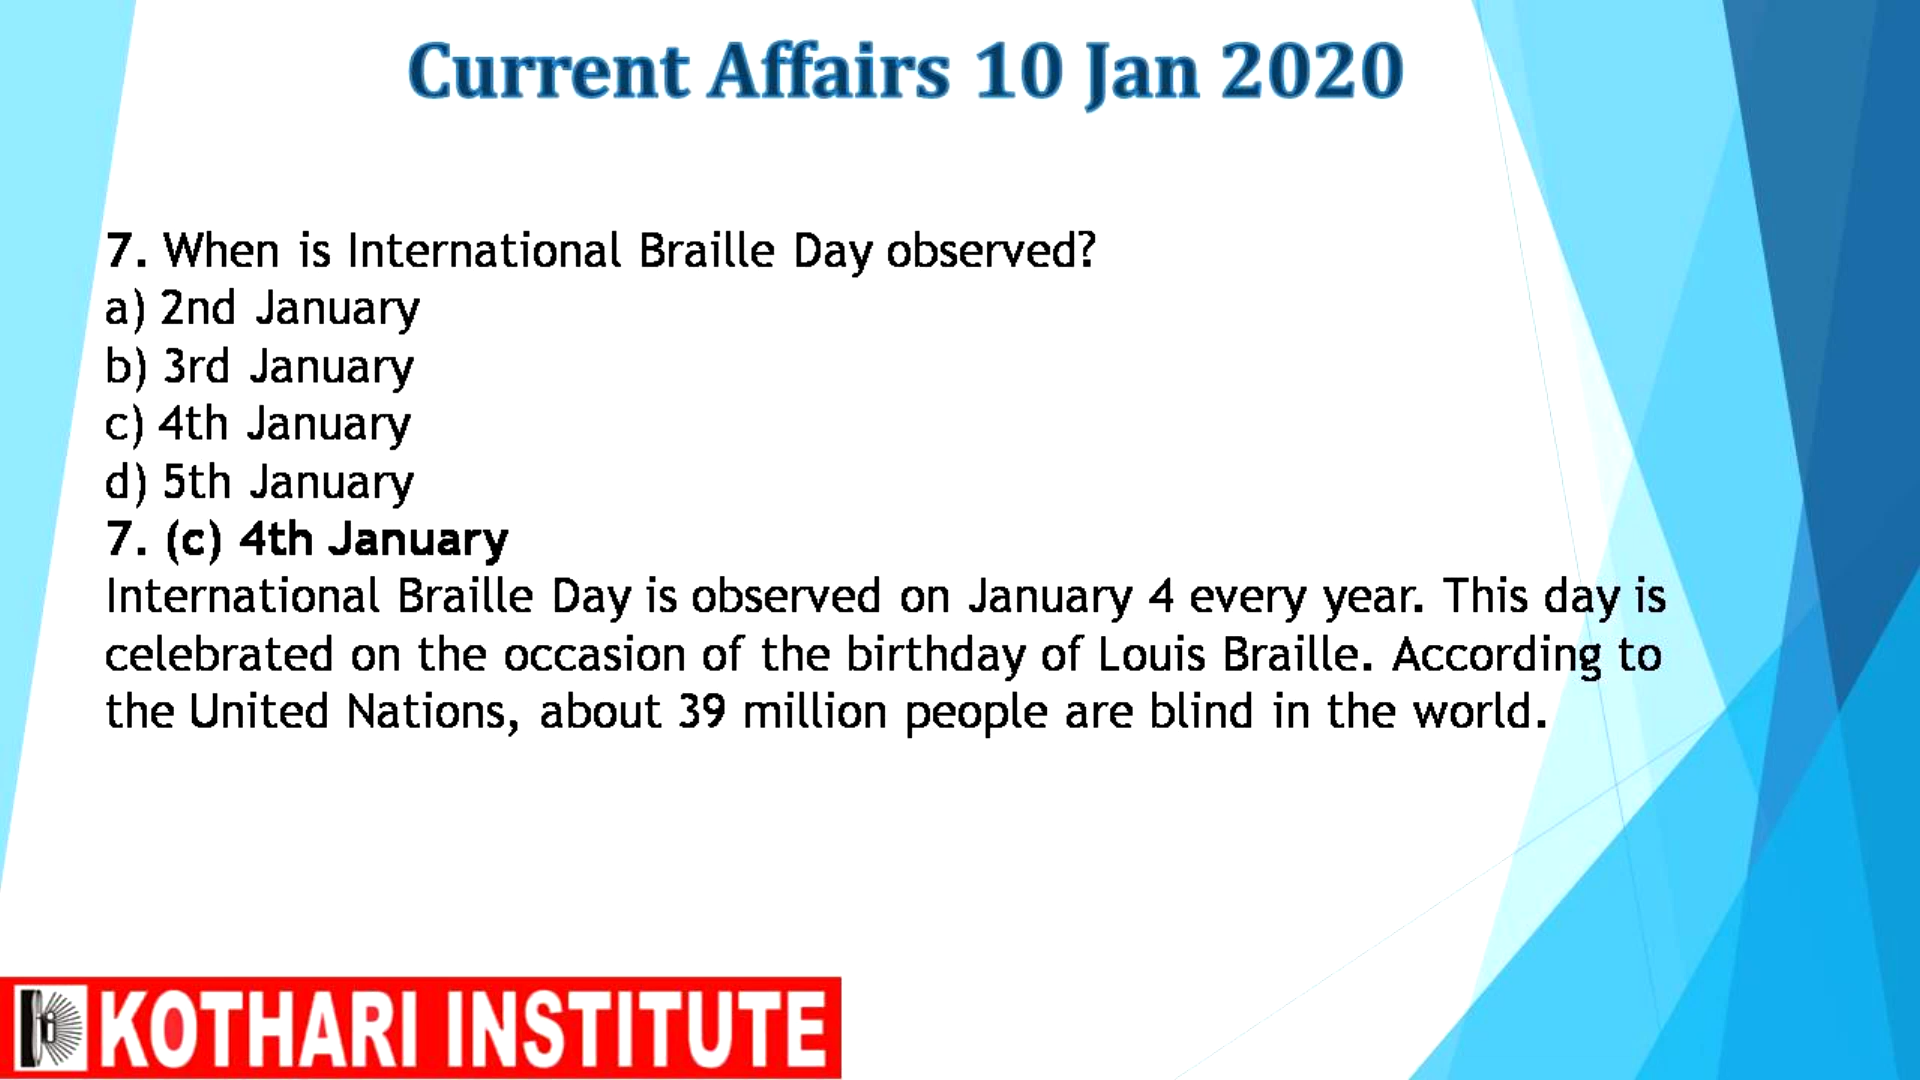 Current Affairs 10 Jan 2020
7. When is International Braille Day observed?
a) 2nd January
b) 3rd January
c) 4th January
d) 5th January
7. (c) 4th January
International Braille Day is observed on January 4 every year. This day is
celebrated on the occasion of the birthday of Louis Braille. According to
the United Nations, about 39 million people are blind in the world.
KOTHARI INSTITUTE